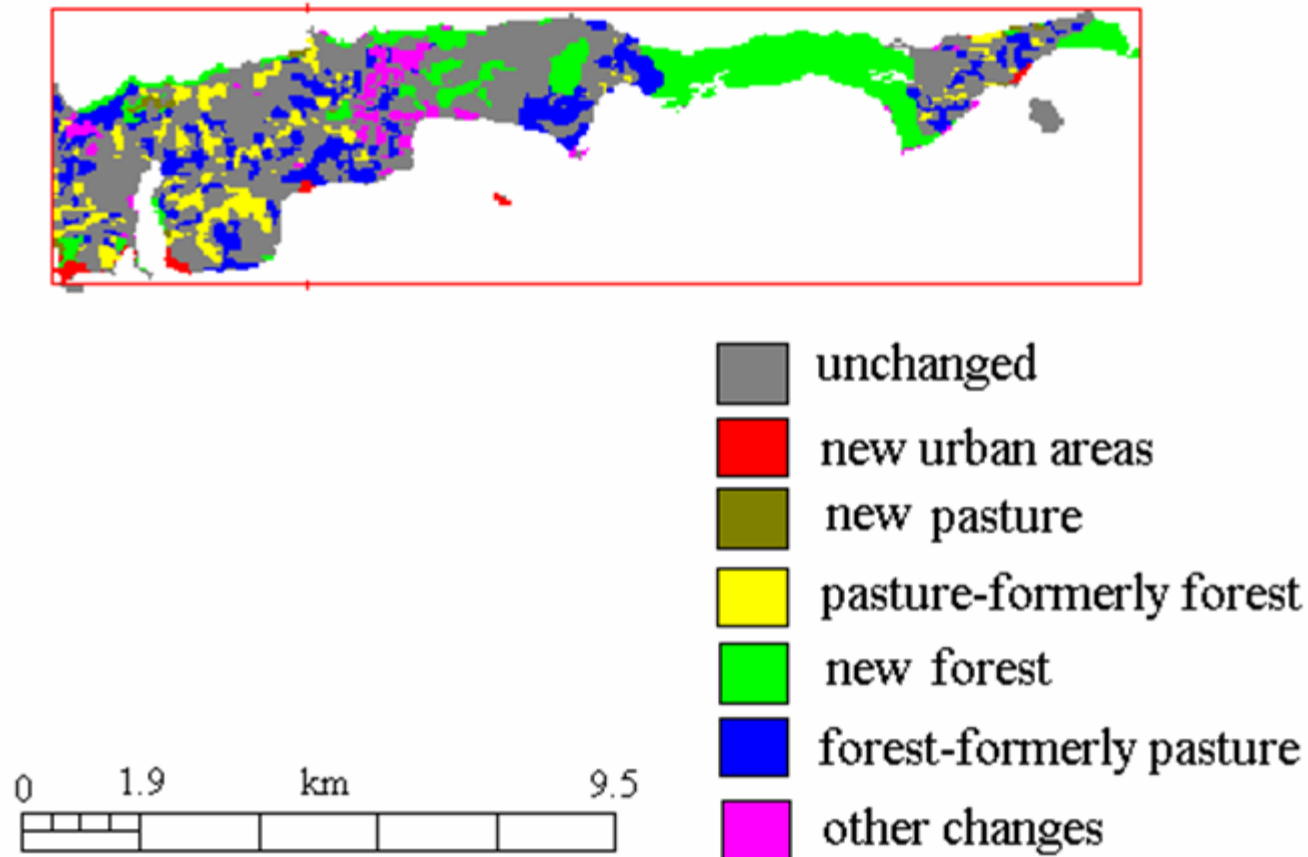 unchanged
new urban areas
new pasture
pasture-formerly forest
new forest
forest-formerly pasture
other changes
0 1.9 km 9.5